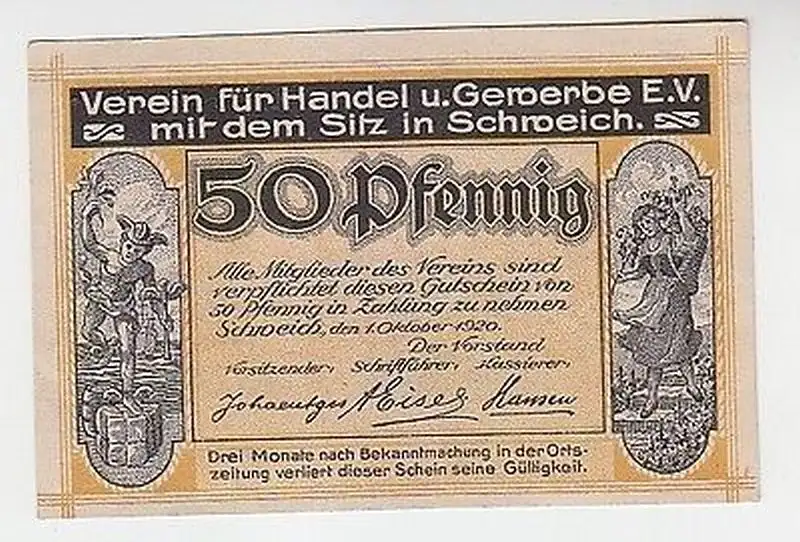 Verein für Handel u. Gewerbe E.V.
mit dem Sitz in Schweich.
50 Pfennig
Alle Mitglieder des Vereins sind
verpflichtet diesen Gutschein von
50 Pfennig in Zahlung zu nehmen
Schweich, den 1. Oktober 1920.
Der Vorstand
Vorsitzender, Schriftführer, Kassierer,
Eisel Hansen
Drei Monate nach Bekanntmachung in der Orts-
zeitung verliert dieser Schein seine Gültigkeit.